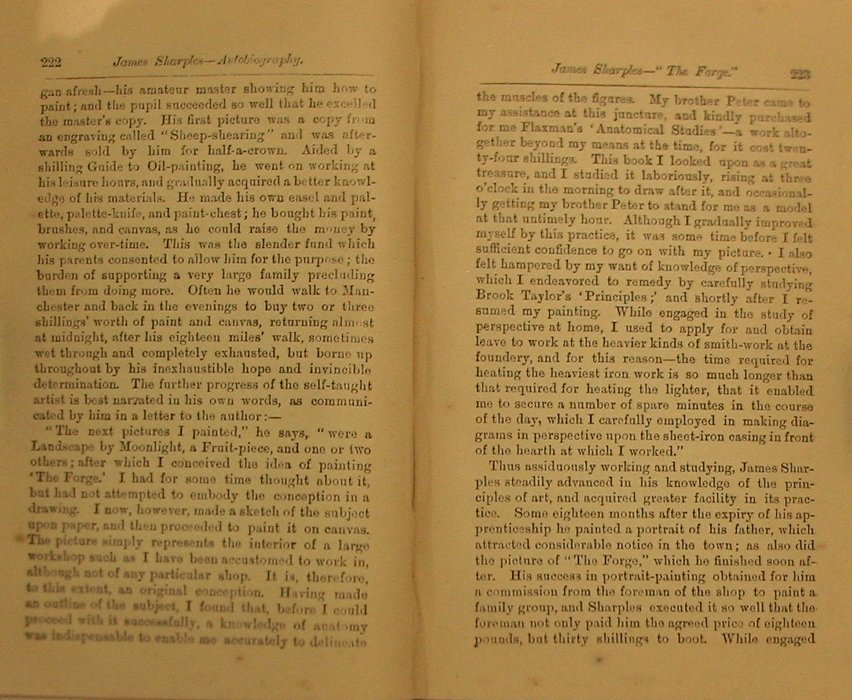 222 James Sharples—Autobiography.
gan afresh—his amateur master showing him how to
paint; and the pupil succeeded so well that he excelled
the master's copy. His first picture was a copy from
an engraving called "Sheep-shearing" and was after-
wards sold by him for half-a-crown. Aided by a
shilling Guide to Oil-painting, he went on working at
his leisure hours, and gradually acquired a better knowl-
edge of his materials. He made his own easel and pal-
ette, palette-knife, and paint-chest; he bought his paint,
brushes, and canvas, as he could raise the money by
working over-time. This was the slender fund which
his parents consented to allow him for the purpose; the
burden of supporting a very large family precluding
them from doing more. Often he would walk to Man-
chester and back in the evenings to buy two or three
shillings' worth of paint and canvas, returning almost
at midnight, after his eighteen miles' walk, sometimes
wet through and completely exhausted, but borne up
throughout by his inexhaustible hope and invincible
determination. The further progress of the self-taught
artist is best narrated in his own words, as communi-
cated by him in a letter to the author:—
"The next pictures I painted," he says, "were a
Landscape by Moonlight, a Fruit-piece, and one or two
others; after which I conceived the idea of painting
'The Forge.' I had for some time thought about it,
but had not attempted to embody the conception in a
drawing. I now, however, made a sketch of the subject
upon paper, and then proceeded to paint it on canvas.
The picture simply represents the interior of a large
workshop such as I have been accustomed to work in,
although not of any particular shop. It is, therefore,
to this extent, an original conception. Having made
an outline of the subject, I found that, before I could
proceed with it successfully, a knowledge of anatomy
was indispensable to enable me accurately to delineate
James Sharples—"The Forge." 223
the muscles of the figures. My brother Peter came to
my assistance at this juncture, and kindly purchased
for me Flaxman's 'Anatomical Studies'—a work alto-
gether beyond my means at the time, for it cost twen-
ty-four shillings. This book I looked upon as a great
treasure, and I studied it laboriously, rising at three
o'clock in the morning to draw after it, and occasional-
ly getting my brother Peter to stand for me as a model
at that untimely hour. Although I gradually improved
myself by this practice, it was some time before I felt
sufficient confidence to go on with my picture. I also
felt hampered by my want of knowledge of perspective,
which I endeavored to remedy by carefully studying
Brook Taylor's 'Principles;' and shortly after I re-
sumed my painting. While engaged in the study of
perspective at home, I used to apply for and obtain
leave to work at the heavier kinds of smith-work at the
foundery, and for this reason—the time required for
heating the heaviest iron work is so much longer than
that required for heating the lighter, that it enabled
me to secure a number of spare minutes in the course
of the day, which I carefully employed in making dia-
grams in perspective upon the sheet-iron casing in front
of the hearth at which I worked."
Thus assiduously working and studying, James Shar-
ples steadily advanced in his knowledge of the prin-
ciples of art, and acquired greater facility in its prac-
tice. Some eighteen months after the expiry of his ap-
prenticeship he painted a portrait of his father, which
attracted considerable notice in the town; as also did
the picture of "The Forge," which he finished soon af-
ter. His success in portrait-painting obtained for him
a commission from the foreman of the shop to paint a
family group, and Sharples executed it so well that the
foreman not only paid him the agreed price of eighteen
pounds, but thirty shillings to boot. While engaged